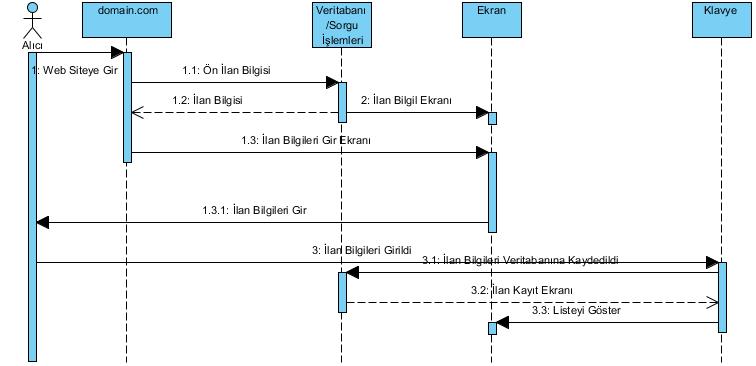 domain.com
Veritabanı
/Sorgu
İşlemleri
Ekran
Klavye
Alıcı
1: Web Siteye Gir
1.1: Ön İlan Bilgisi
1.2: İlan Bilgisi
2: İlan Bilgil Ekranı
1.3: İlan Bilgileri Gir Ekranı
1.3.1: İlan Bilgileri Gir
3: İlan Bilgileri Girildi
3.1: İlan Bilgileri Veritabanına Kaydedildi
3.2: İlan Kayıt Ekranı
3.3: Listeyi Göster